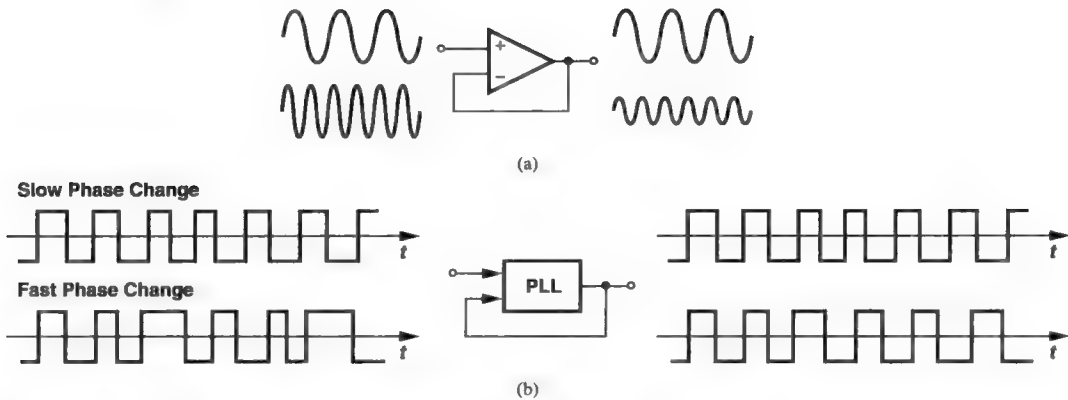 +
−
(a)
Slow Phase Change
t
t
Fast Phase Change
PLL
t
t
(b)